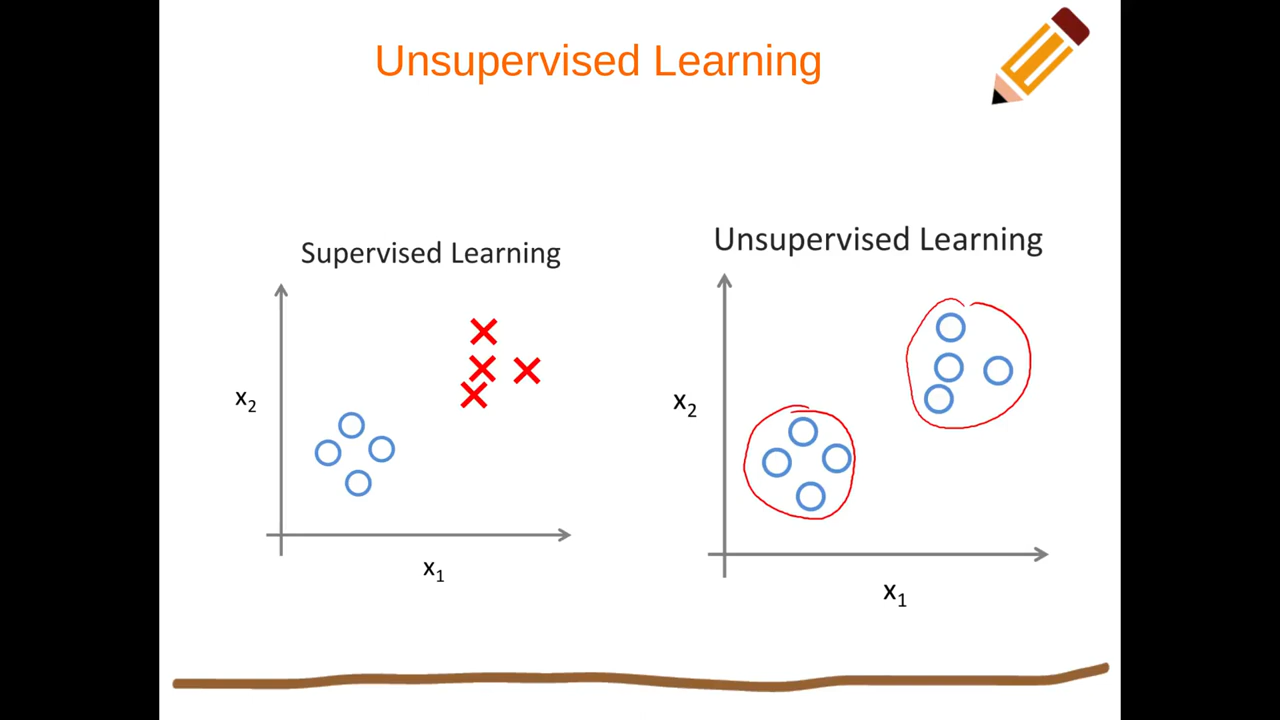 Unsupervised Learning
Supervised Learning
x₂
x₁
Unsupervised Learning
x₂
x₁